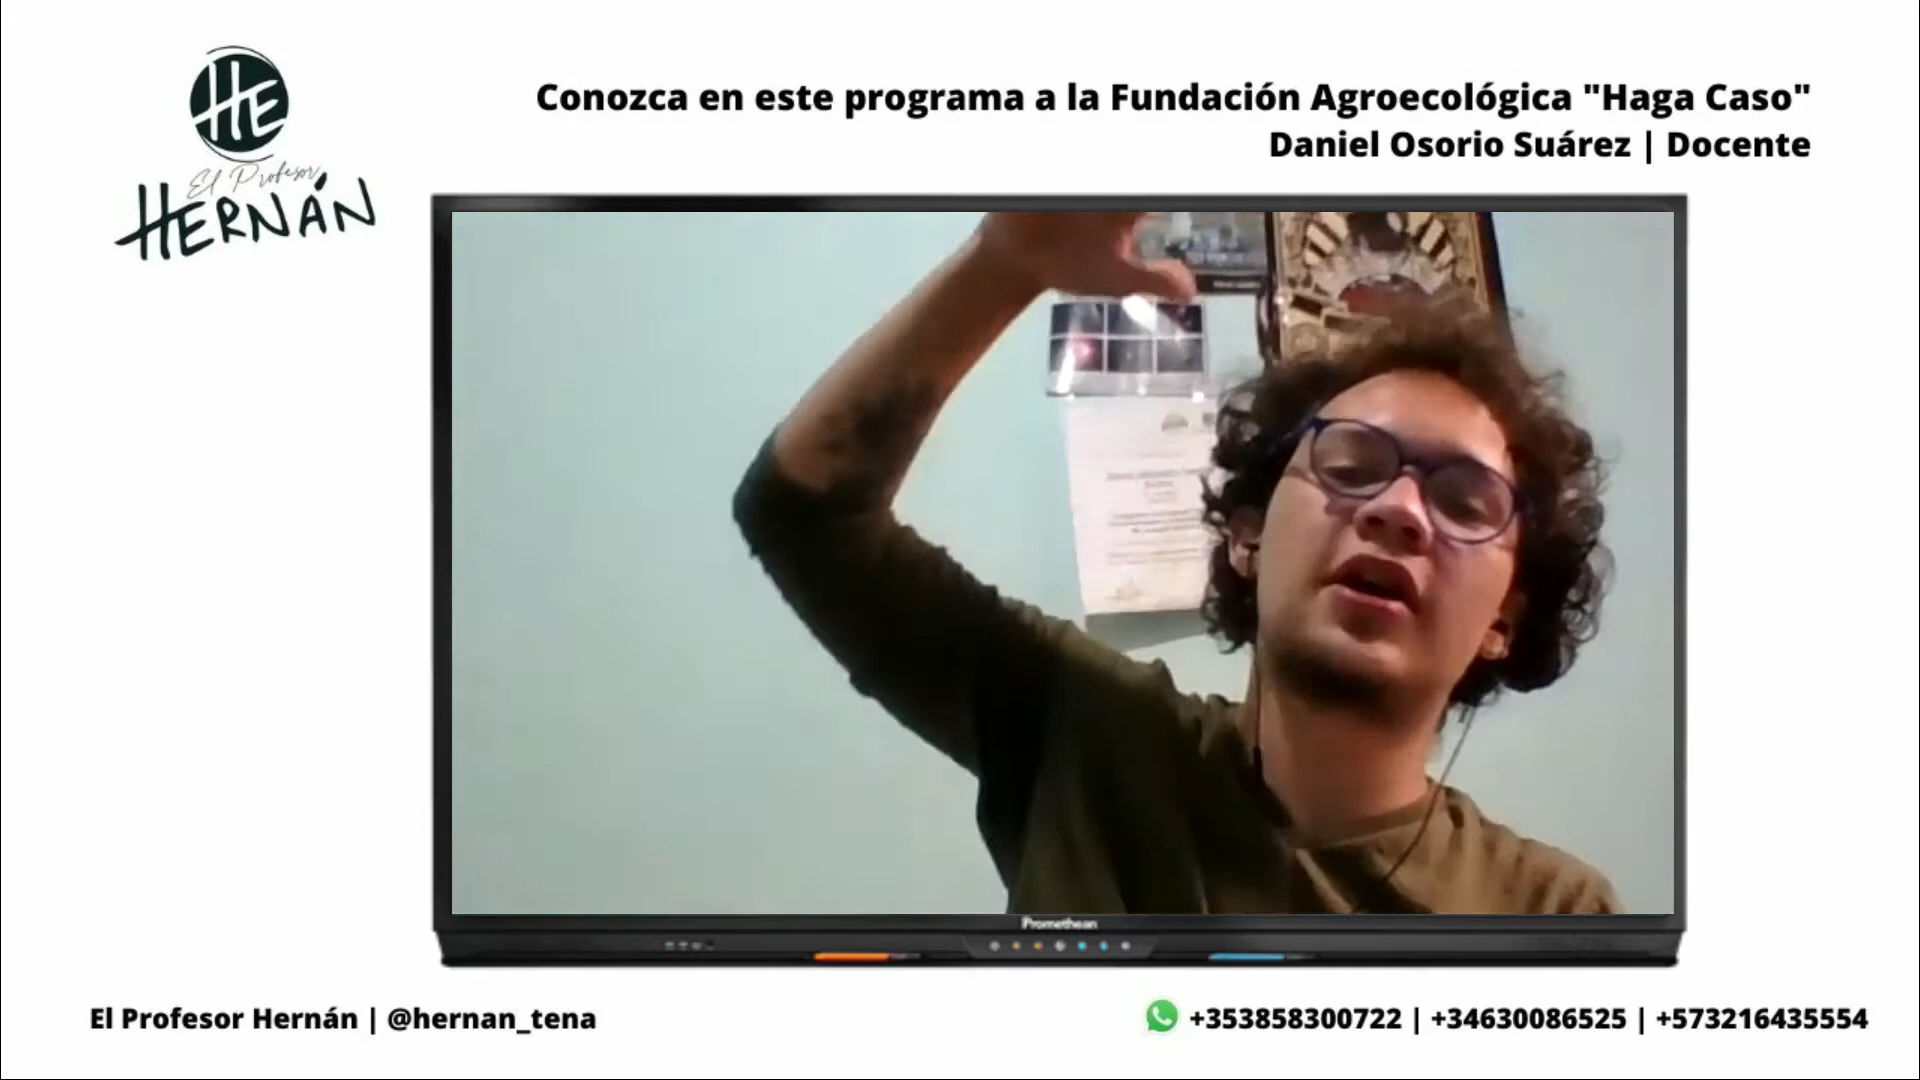 HE
El Profesor
HERNÁN
Conozca en este programa a la Fundación Agroecológica "Haga Caso"
Daniel Osorio Suárez | Docente
Promethean
El Profesor Hernán | @hernan_tena
+353858300722 | +34630086525 | +573216435554